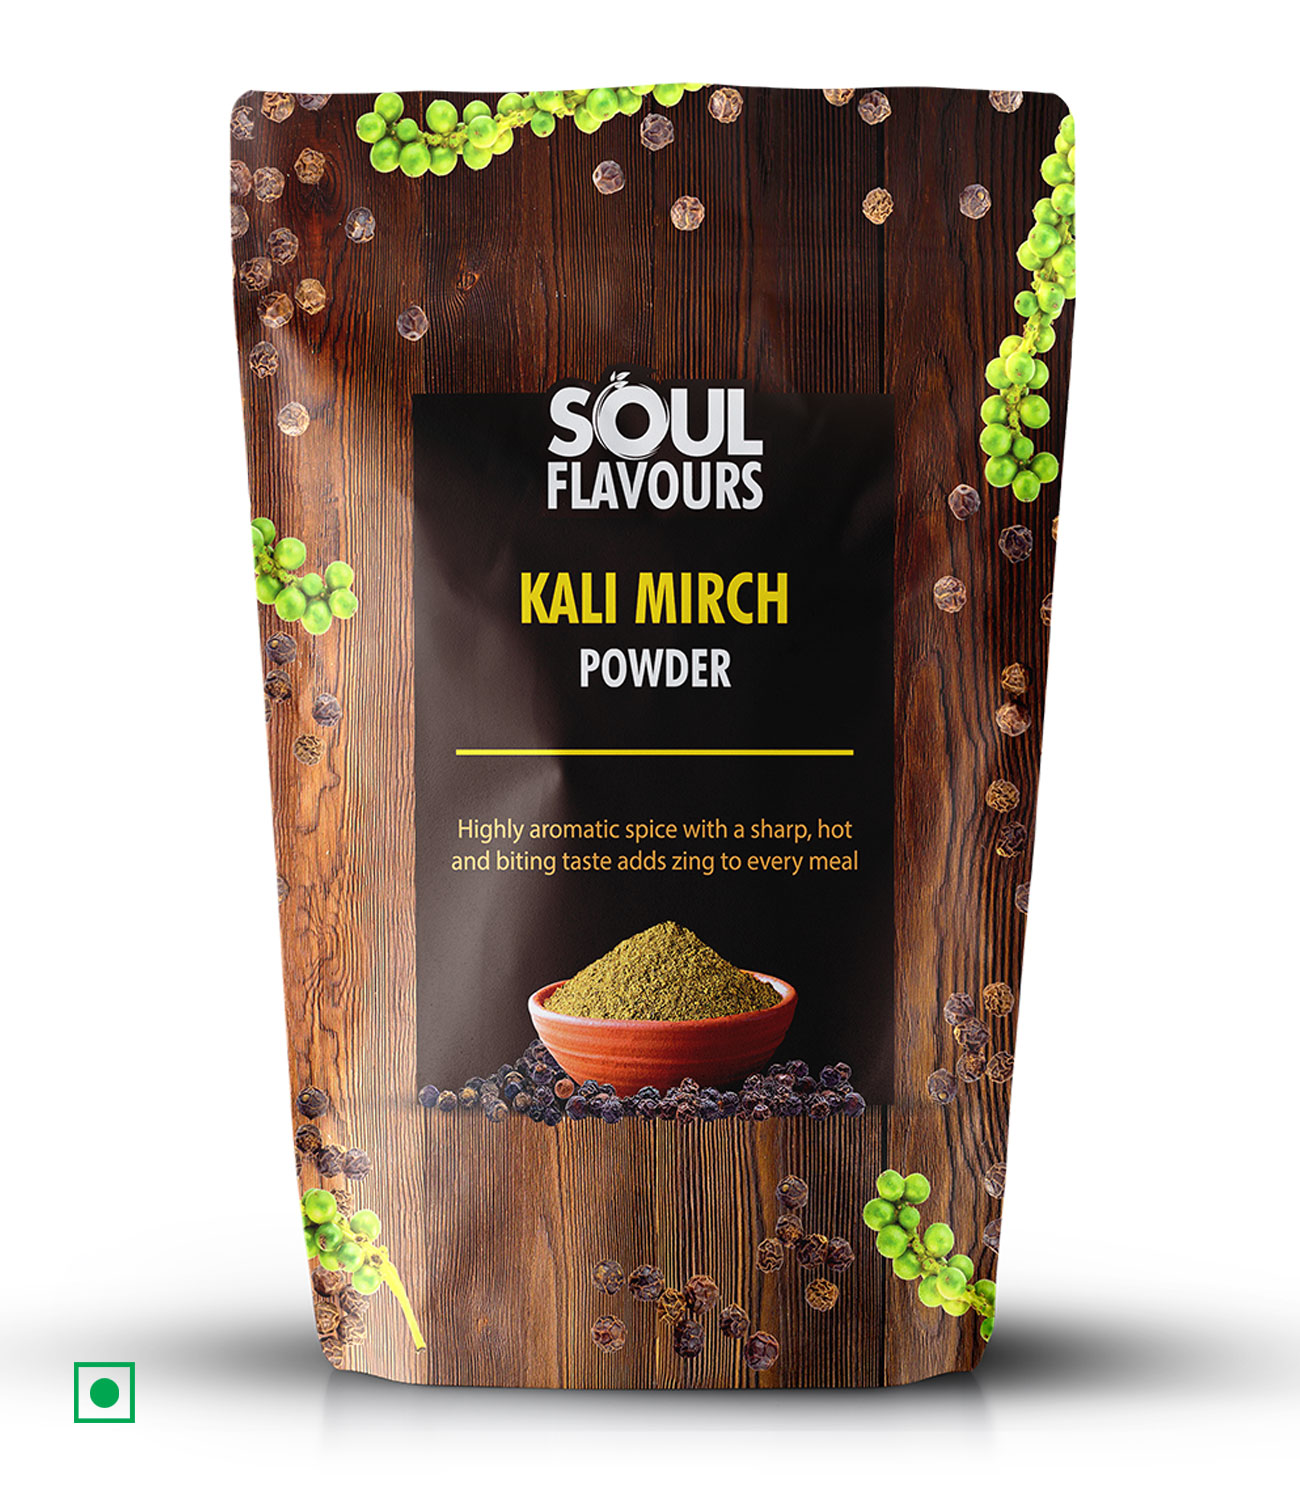 SOUL
FLAVOURS
KALI MIRCH
POWDER
Highly aromatic spice with a sharp, hot
and biting taste adds zing to every meal